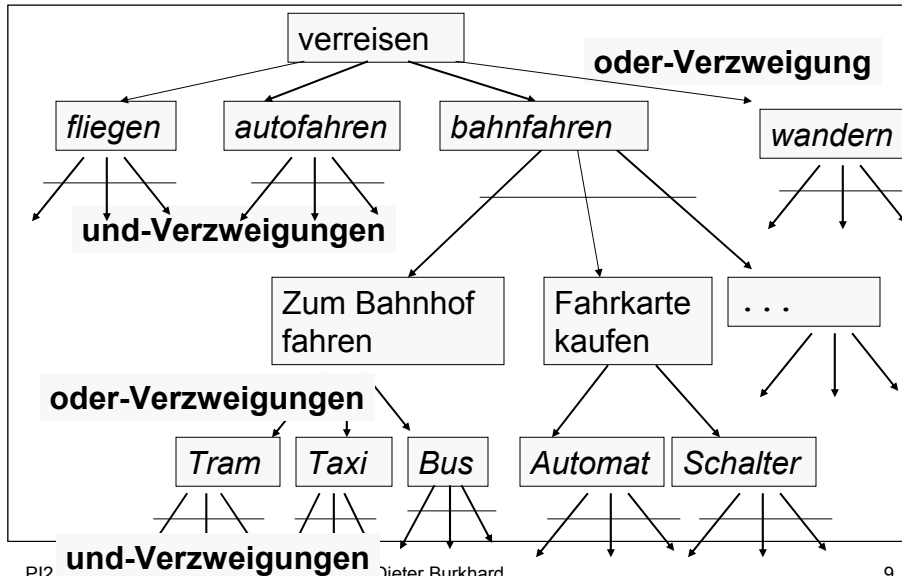 verreisen
oder-Verzweigung
fliegen
autofahren
bahnfahren
wandern
und-Verzweigungen
Zum Bahnhof
fahren
Fahrkarte
kaufen
. . .
oder-Verzweigungen
Tram
Taxi
Bus
Automat
Schalter
und-Verzweigungen
PI2
Dieter Burkhard
9